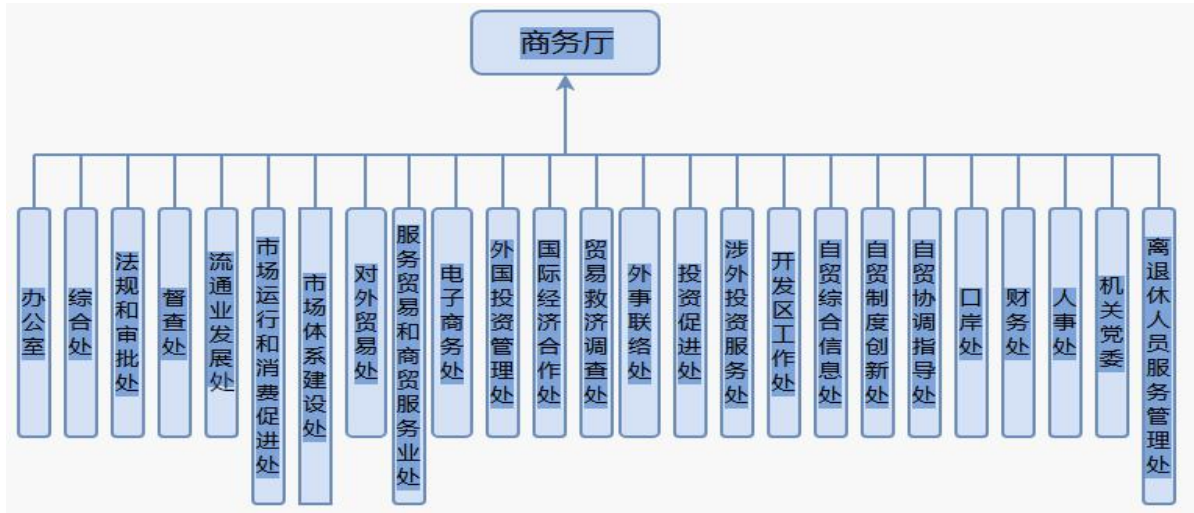 商务厅
办公室
综合处
法规和审批处
督查处
流通业发展处
市场运行和消费促进处
市场体系建设处
对外贸易处
服务贸易和商贸服务业处
电子商务处
外国投资管理处
国际经济合作处
贸易救济调查处
外事联络处
投资促进处
涉外投资服务处
开发区工作处
自贸综合信息处
自贸制度创新处
自贸协调指导处
口岸处
财务处
人事处
机关党委
离退休人员服务管理处